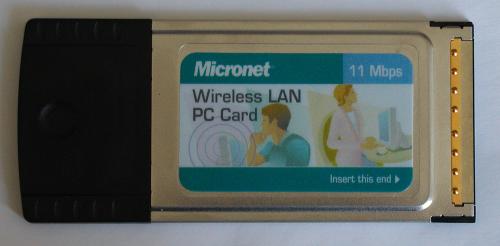 Micronet
11 Mbps
Wireless LAN
PC Card
Insert this end